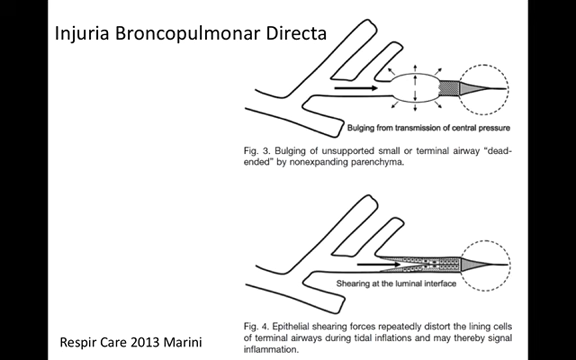 Injuria Broncopulmonar Directa
Bulging from transmission of central pressure
Fig. 3. Bulging of unsupported small or terminal airway “dead-
ended” by nonexpanding parenchyma.
Shearing at the luminal interface
Fig. 4. Epithelial shearing forces repeatedly distort the lining cells
of terminal airways during tidal inflations and may thereby signal
inflammation.
Respir Care 2013 Marini